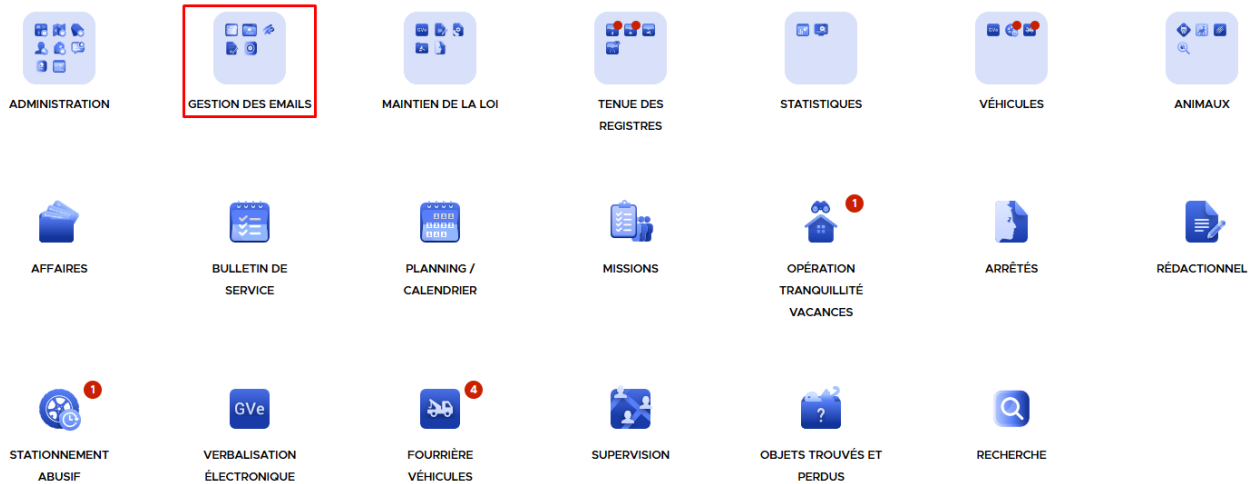 ADMINISTRATION
GESTION DES EMAILS
MAINTIEN DE LA LOI
TENUE DES
REGISTRES
STATISTIQUES
VÉHICULES
ANIMAUX
AFFAIRES
BULLETIN DE
SERVICE
PLANNING /
CALENDRIER
MISSIONS
1
OPÉRATION
TRANQUILLITÉ
VACANCES
ARRÊTÉS
RÉDACTIONNEL
1
STATIONNEMENT
ABUSIF
GVe
VERBALISATION
ÉLECTRONIQUE
4
FOURRIÈRE
VÉHICULES
SUPERVISION
?
OBJETS TROUVÉS ET
PERDUS
RECHERCHE